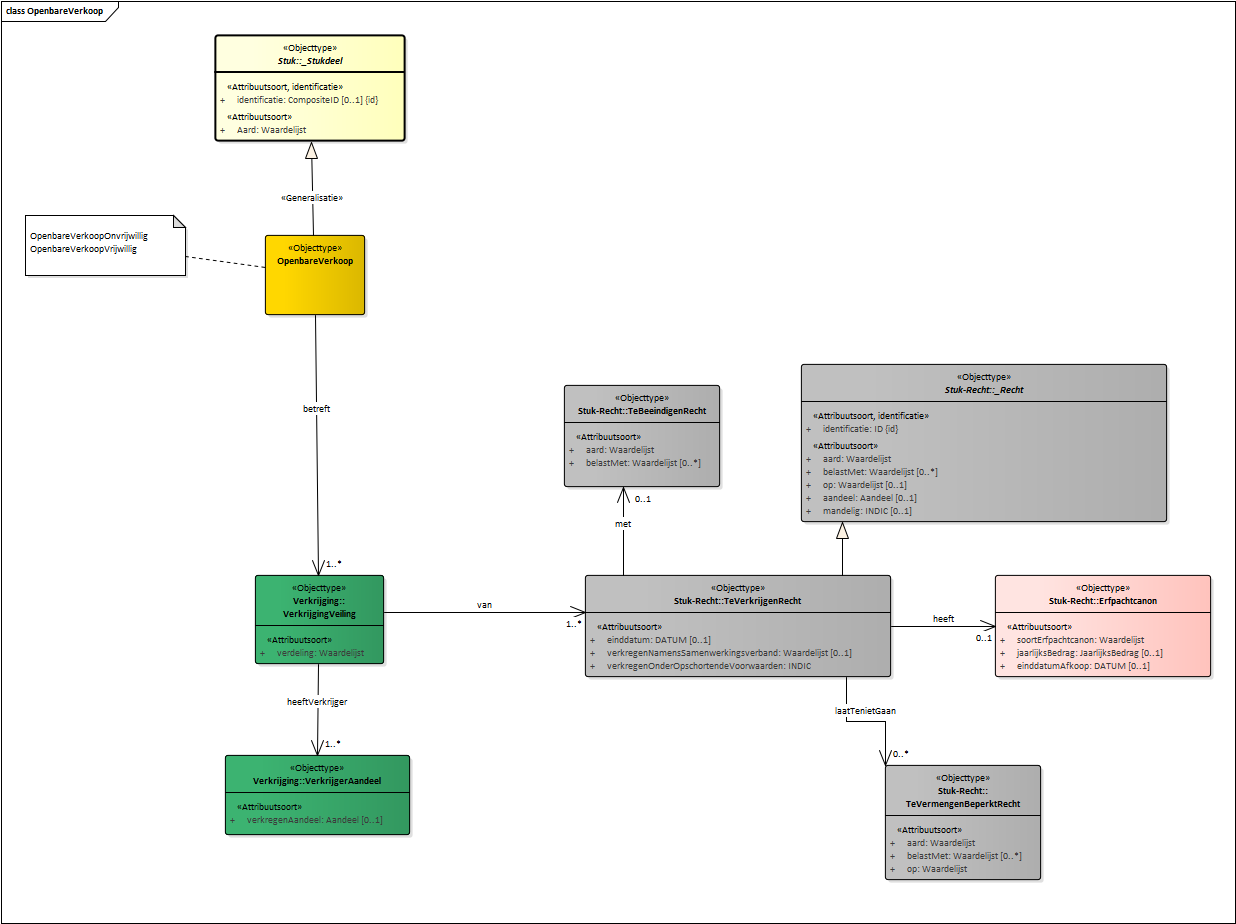 class OpenbareVerkoop
«Objecttype»
Stuk::_Stukdeel
«Attribuutsoort, identificatie»
+ identificatie: CompositeID [0..1] {id}
«Attribuutsoort»
+ Aard: Waardelijst
«Generalisatie»
OpenbareVerkoopOnvrijwillig
OpenbareVerkoopVrijwillig
«Objecttype»
OpenbareVerkoop
betreft
1..*
«Objecttype»
Stuk-Recht::TeBeeindigenRecht
«Attribuutsoort»
+ aard: Waardelijst
+ belastMet: Waardelijst [0..*]
0..1
met
«Objecttype»
Stuk-Recht::_Recht
«Attribuutsoort, identificatie»
+ identificatie: ID {id}
«Attribuutsoort»
+ aard: Waardelijst
+ belastMet: Waardelijst [0..*]
+ op: Waardelijst [0..1]
+ aandeel: Aandeel [0..1]
+ mandelig: INDIC [0..1]
«Objecttype»
Verkrijging::
VerkrijgingVeiling
«Attribuutsoort»
+ verdeling: Waardelijst
van
1..*
«Objecttype»
Stuk-Recht::TeVerkrijgenRecht
«Attribuutsoort»
+ einddatum: DATUM [0..1]
+ verkregenNamensSamenwerkingsverband: Waardelijst [0..1]
+ verkregenOnderOpschortendeVoorwaarden: INDIC
heeft
0..1
«Objecttype»
Stuk-Recht::Erfpachtcanon
«Attribuutsoort»
+ soortErfpachtcanon: Waardelijst
+ jaarlijksBedrag: JaarlijksBedrag [0..1]
+ einddatumAfkoop: DATUM [0..1]
heeftVerkrijger
1..*
laatTenietGaan
0..*
«Objecttype»
Verkrijging::VerkrijgerAandeel
«Attribuutsoort»
+ verkregenAandeel: Aandeel [0..1]
«Objecttype»
Stuk-Recht::
TeVermengenBeperktRecht
«Attribuutsoort»
+ aard: Waardelijst
+ belastMet: Waardelijst [0..*]
+ op: Waardelijst